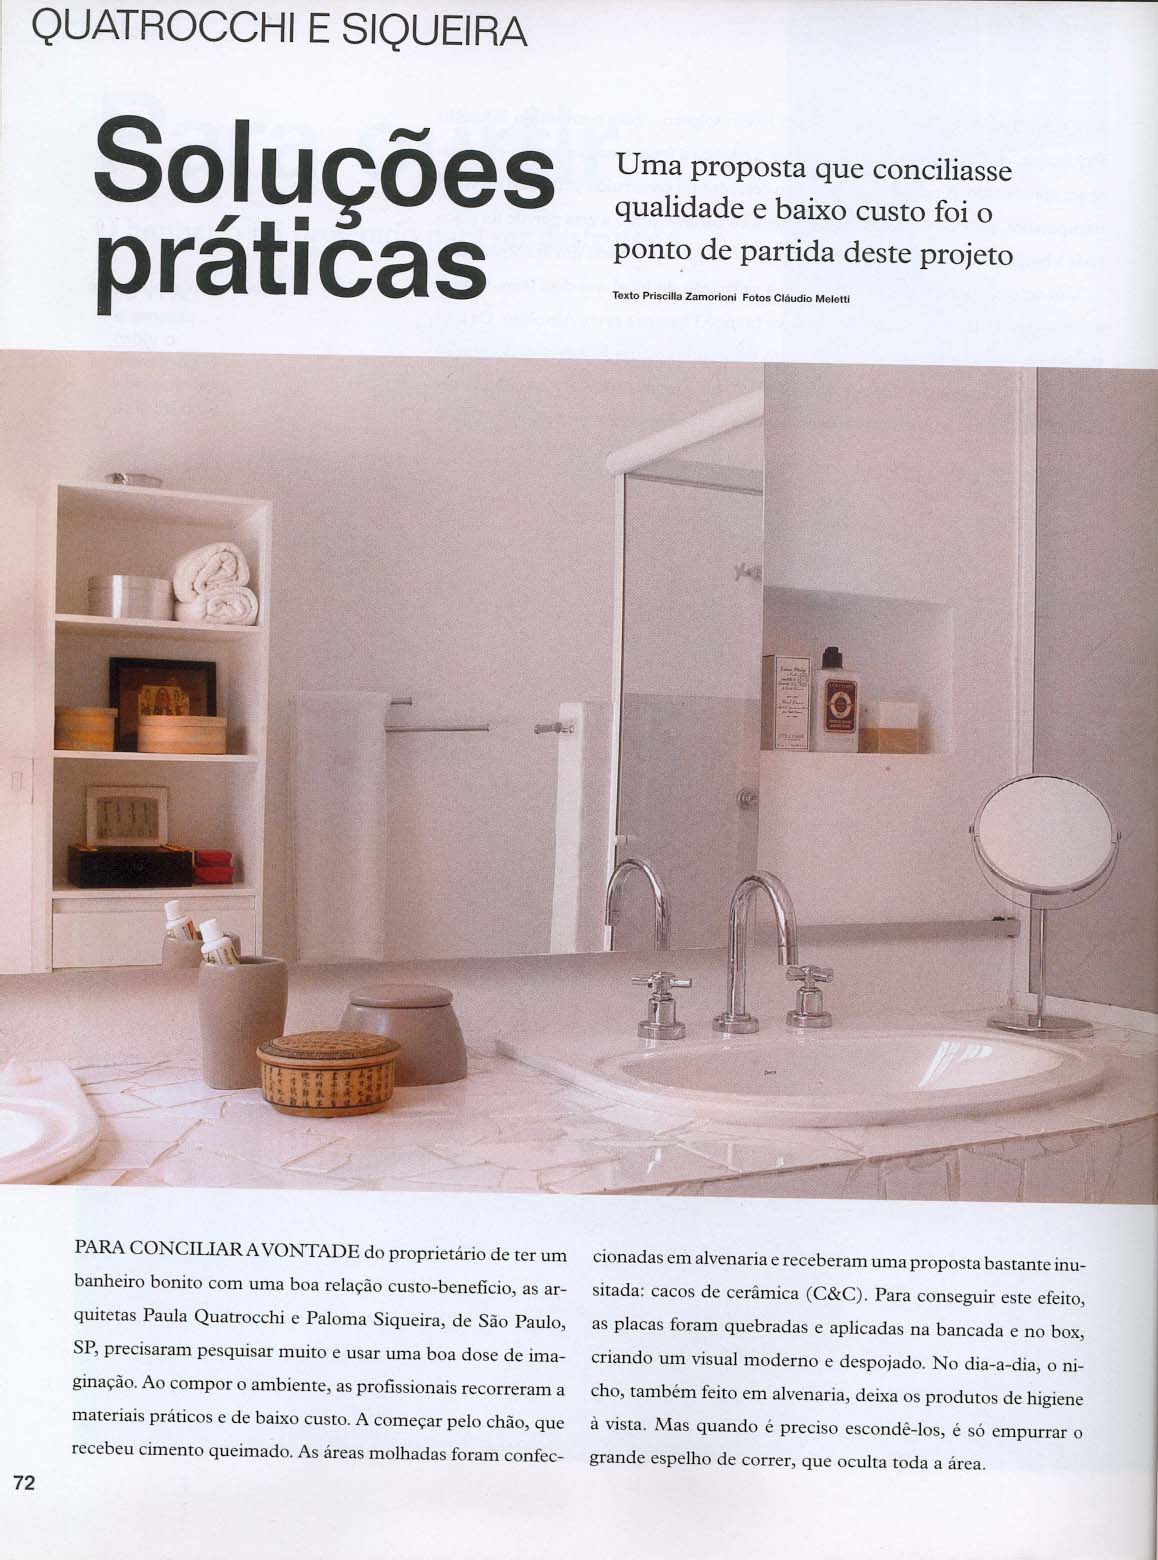 QUATROCCHI E SIQUEIRA
Soluções
práticas
Uma proposta que conciliasse
qualidade e baixo custo foi o
ponto de partida deste projeto
Texto Priscilla Zamorioni Fotos Cláudio Meletti
PARA CONCILIAR A VONTADE do proprietário de ter um
banheiro bonito com uma boa relação custo-benefício, as ar-
quitetas Paula Quatrocchi e Paloma Siqueira, de São Paulo,
SP, precisaram pesquisar muito e usar uma boa dose de ima-
ginação. Ao compor o ambiente, as profissionais recorreram a
materiais práticos e de baixo custo. A começar pelo chão, que
recebeu cimento queimado. As áreas molhadas foram confec-
cionadas em alvenaria e receberam uma proposta bastante inu-
sitada: cacos de cerâmica (C&C). Para conseguir este efeito,
as placas foram quebradas e aplicadas na bancada e no box,
criando um visual moderno e despojado. No dia-a-dia, o ni-
cho, também feito em alvenaria, deixa os produtos de higiene
à vista. Mas quando é preciso escondê-los, é só empurrar o
grande espelho de correr, que oculta toda a área.
72